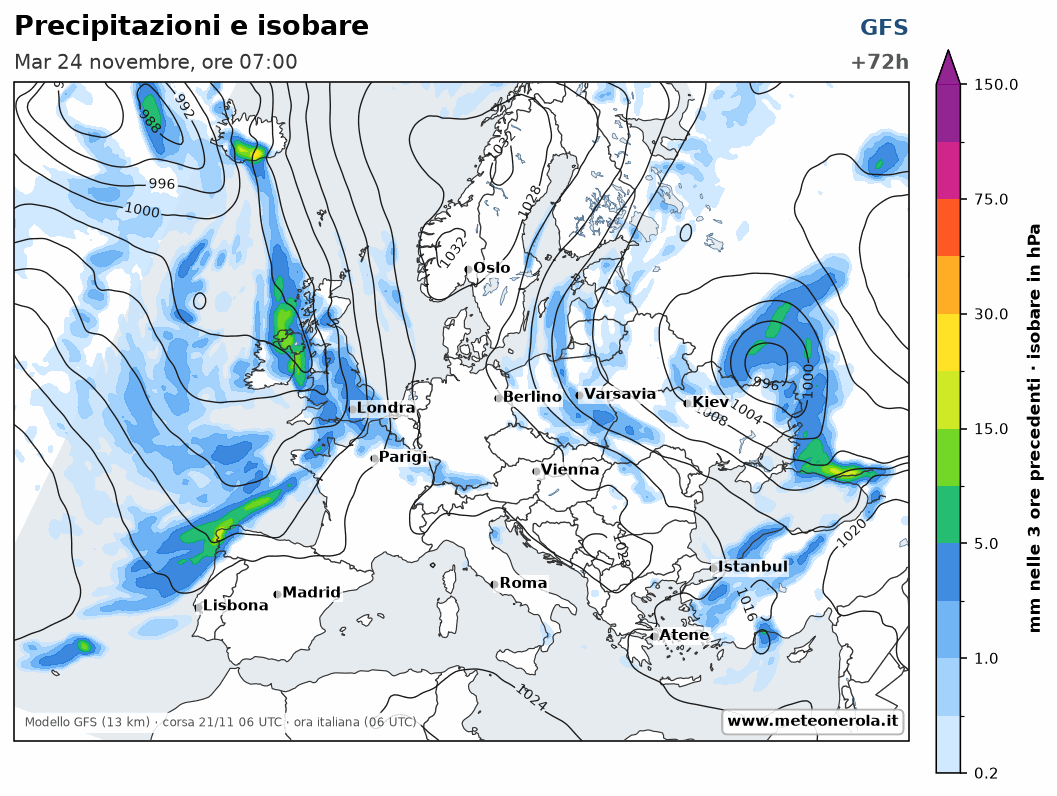 Precipitazioni e isobare
GFS
Mar 24 novembre, ore 07:00
+72h
992
988
996
1000
1032
1028
1032
Oslo
Londra
Berlino
Varsavia
Kiev
996
1000
1004
1008
Parigi
Vienna
1020
1028
Istanbul
Roma
Madrid
Lisbona
1016
Atene
1024
Modello GFS (13 km) · corsa 21/11 06 UTC · ora italiana (06 UTC)
www.meteonerola.it
150.0
75.0
30.0
15.0
5.0
1.0
0.2
mm nelle 3 ore precedenti · isobare in hPa